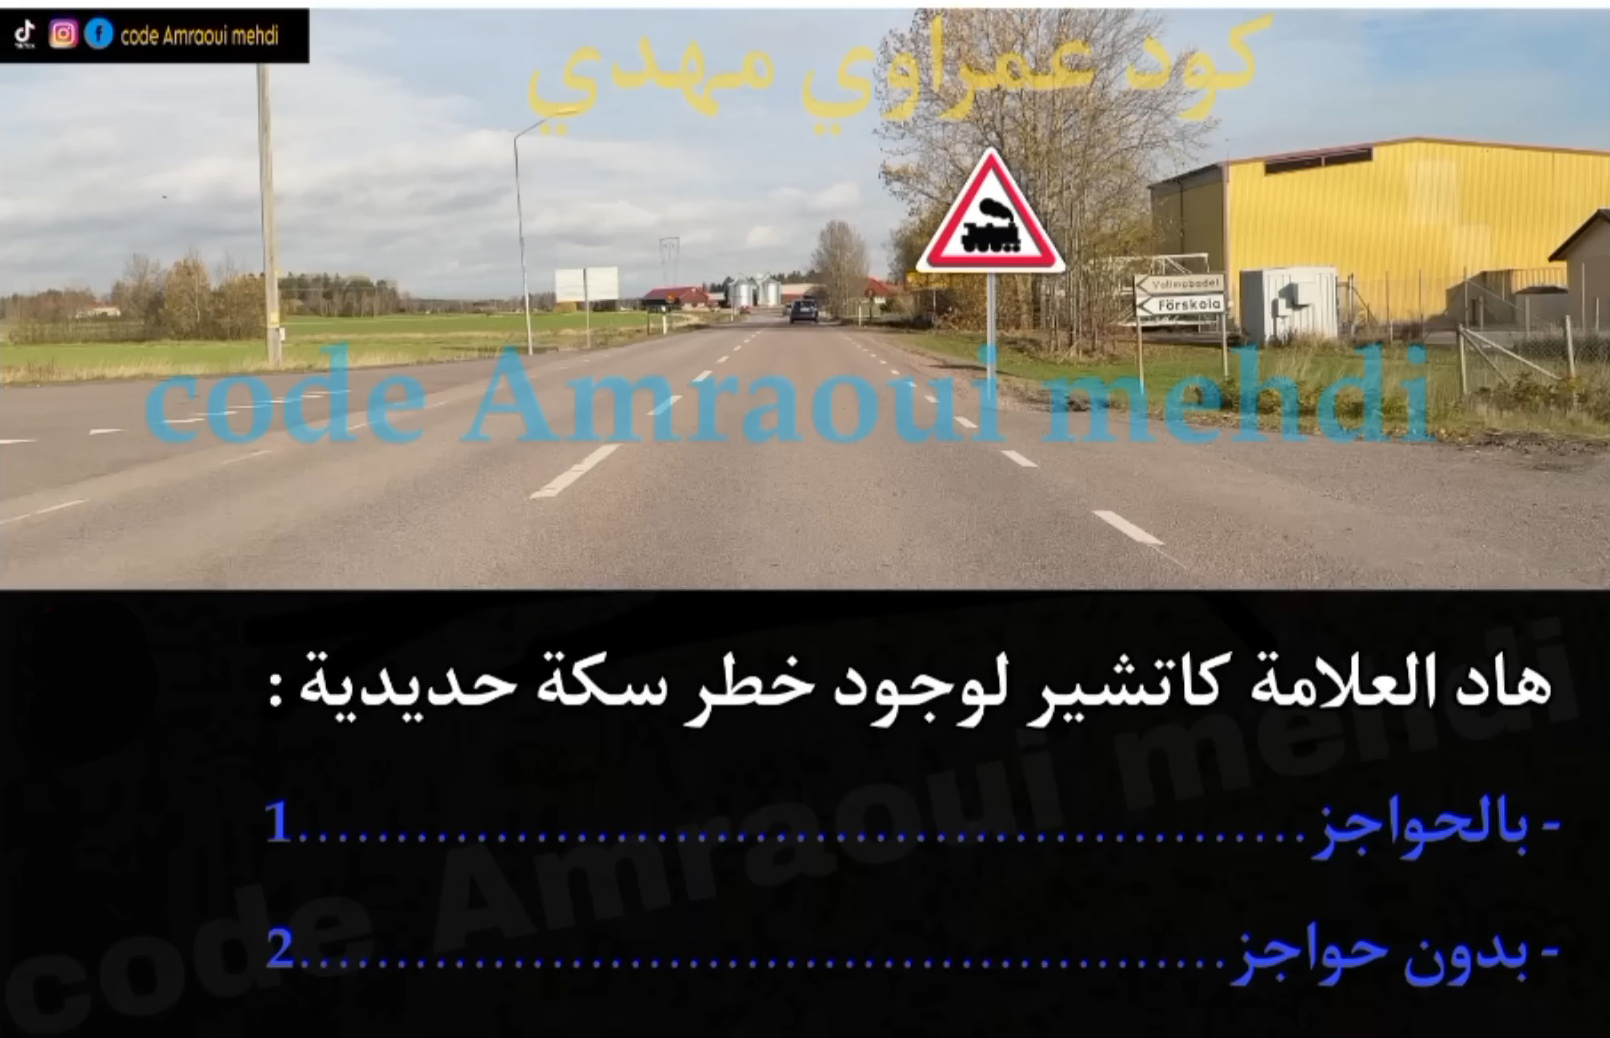 code Amraoui mehdi
كود عمراوي مهدي
Vallmobadet
Förskola
code Amraoui mehdi
هاد العلامة كاتشير لوجود خطر سكة حديدية :
- بالحواجز.....................................................1
- بدون حواجز.................................................2
code Amraoui mehdi